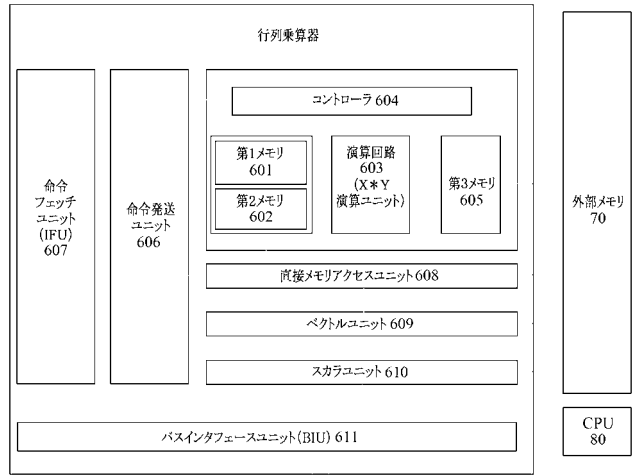 行列乗算器
コントローラ 604
第1メモリ
601
第2メモリ
602
演算回路
603
(X*Y
演算ユニット)
第3メモリ
605
命令
フェッチ
ユニット
(IFU)
607
命令発送
ユニット
606
外部メモリ
70
直接メモリアクセスユニット 608
ベクトルユニット 609
スカラユニット 610
バスインタフェースユニット(BIU) 611
CPU
80